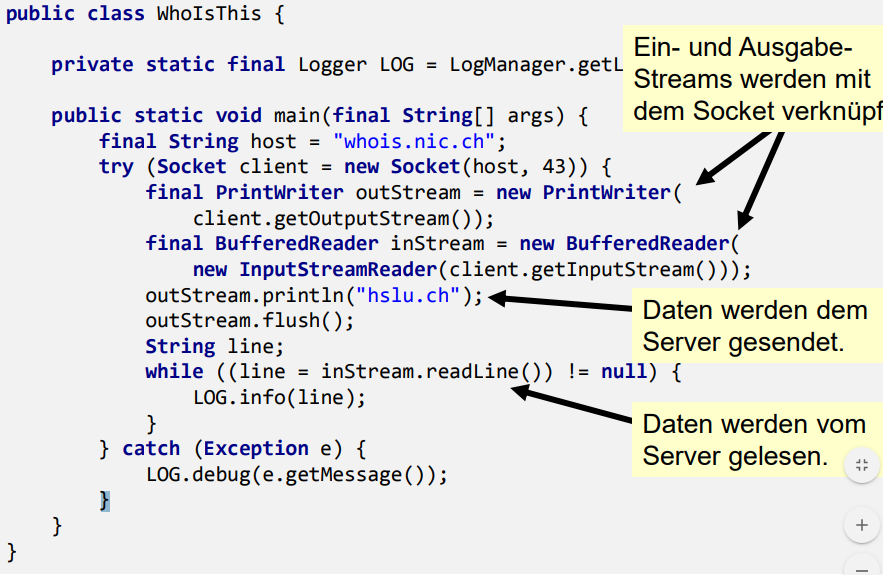 public class WhoIsThis {
private static final Logger LOG = LogManager.getL
public static void main(final String[] args) {
final String host = "whois.nic.ch";
try (Socket client = new Socket(host, 43)) {
final PrintWriter outStream = new PrintWriter(
client.getOutputStream());
final BufferedReader inStream = new BufferedReader(
new InputStreamReader(client.getInputStream()));
outStream.println("hslu.ch");
outStream.flush();
String line;
while ((line = inStream.readLine()) != null) {
LOG.info(line);
}
} catch (Exception e) {
LOG.debug(e.getMessage());
}
}
}
Ein- und Ausgabe-
Streams werden mit
dem Socket verknüpf
Daten werden dem
Server gesendet.
Daten werden vom
Server gelesen.